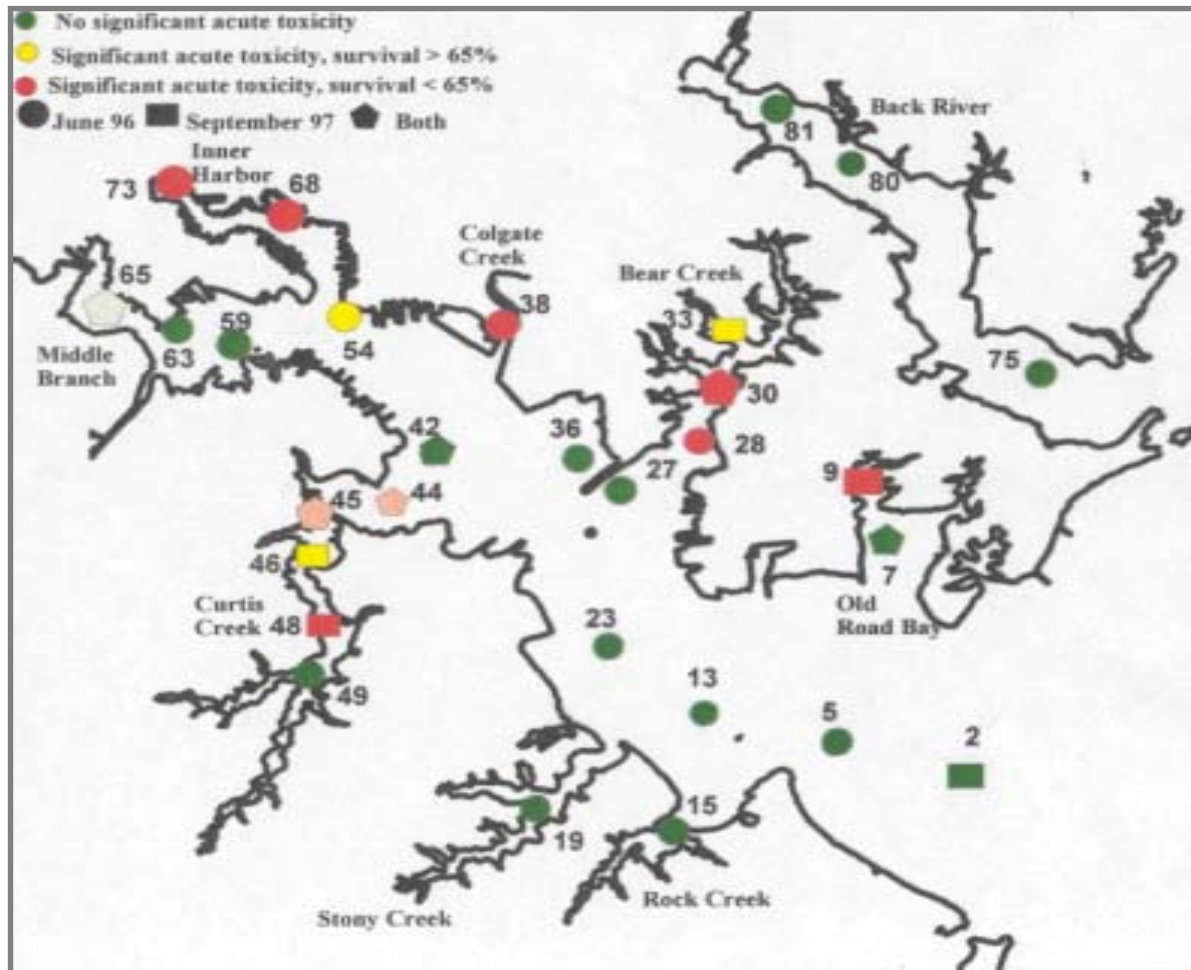 No significant acute toxicity
Significant acute toxicity, survival > 65%
Significant acute toxicity, survival < 65%
June 96 September 97 Both
Inner
Harbor
73
68
Back River
81
80
Colgate
Creek
Bear Creek
65
38
33
59
63
54
Middle
Branch
75
30
42
36
28
27
9
45
44
46
7
Curtis
Creek
48
Old
Road Bay
23
49
13
5
2
15
19
Rock Creek
Stony Creek